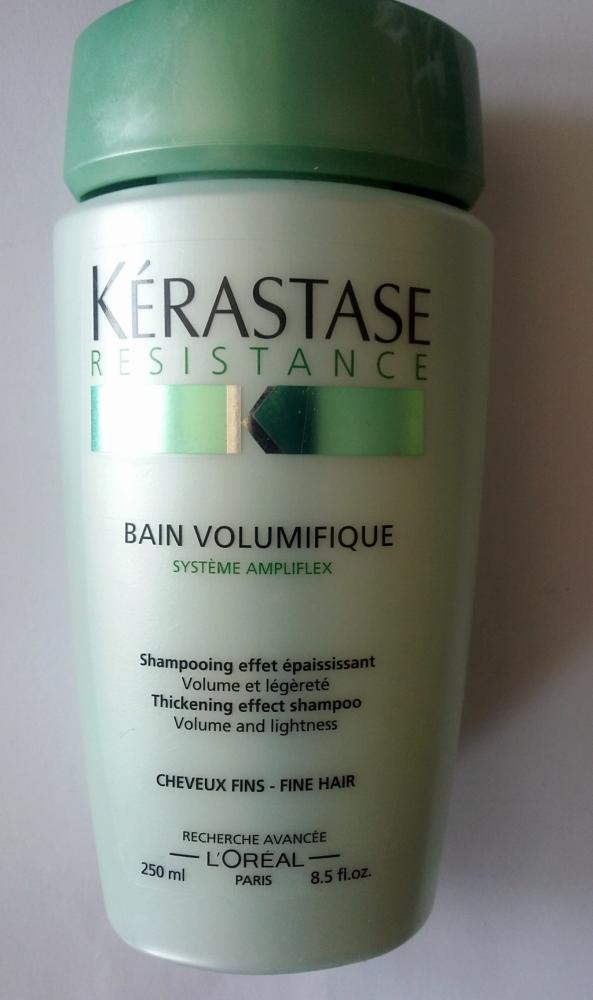 KÉRASTASE
RESISTANCE
BAIN VOLUMIFIQUE
SYSTÈME AMPLIFLEX
Shampooing effet épaississant
Volume et légèreté
Thickening effect shampoo
Volume and lightness
CHEVEUX FINS - FINE HAIR
RECHERCHE AVANCÉE
L'ORÉAL
250 ml PARIS 8.5 fl.oz.